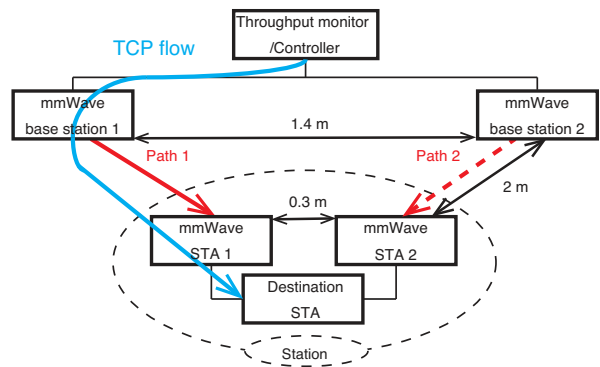 Throughput monitor
/Controller
TCP flow
mmWave
base station 1
1.4 m
mmWave
base station 2
Path 1
Path 2
2 m
0.3 m
mmWave
STA 1
mmWave
STA 2
Destination
STA
Station